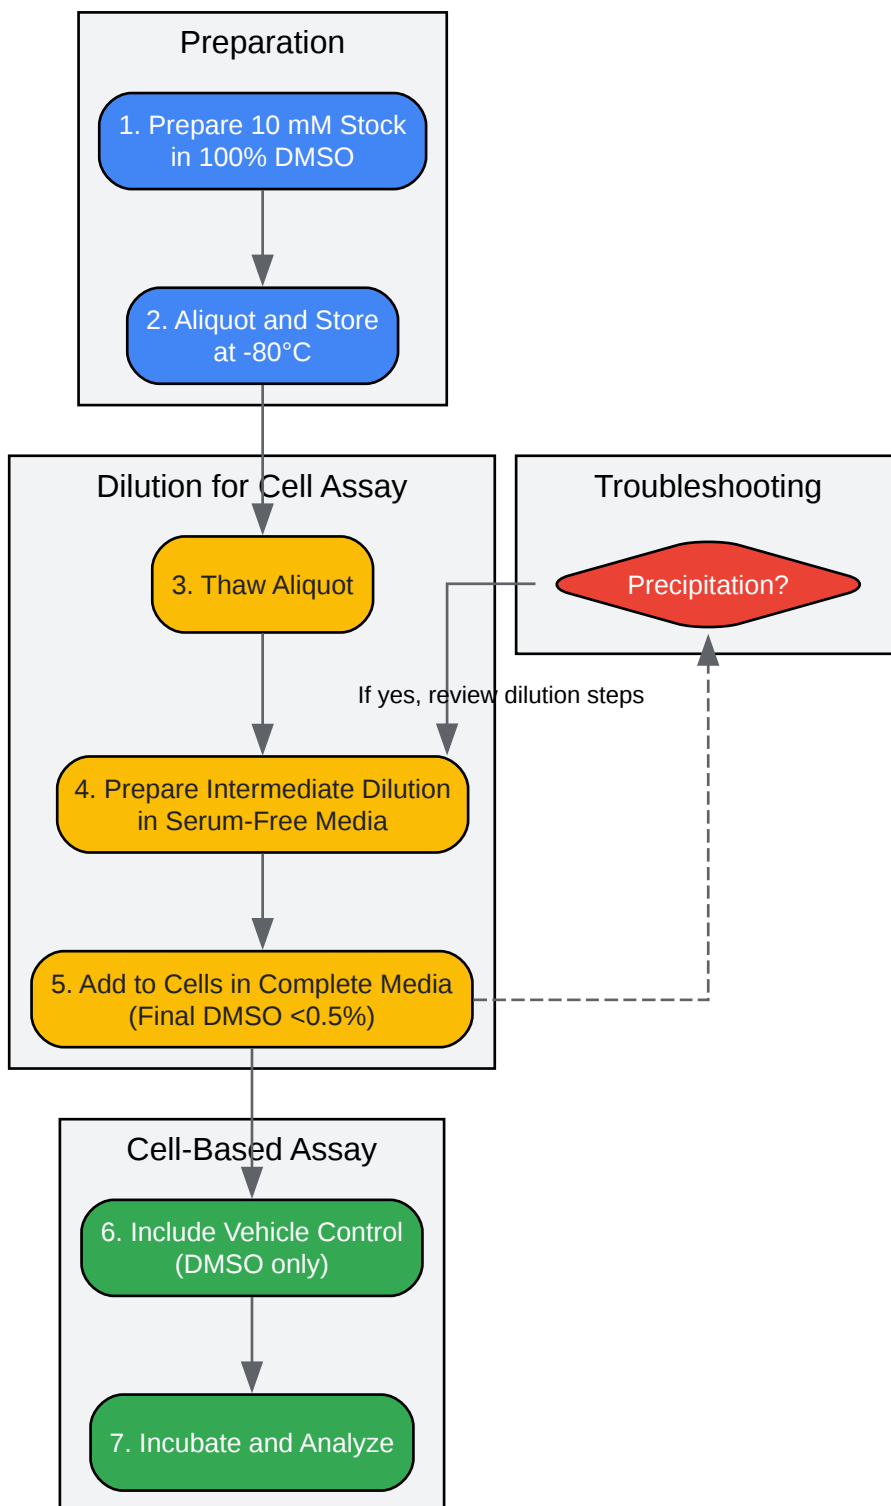 Preparation
1. Prepare 10 mM Stock
in 100% DMSO
2. Aliquot and Store
at -80°C
Dilution for Cell Assay
3. Thaw Aliquot
Troubleshooting
Precipitation?
If yes, review dilution steps
4. Prepare Intermediate Dilution
in Serum-Free Media
5. Add to Cells in Complete Media
(Final DMSO <0.5%)
Cell-Based Assay
6. Include Vehicle Control
(DMSO only)
7. Incubate and Analyze